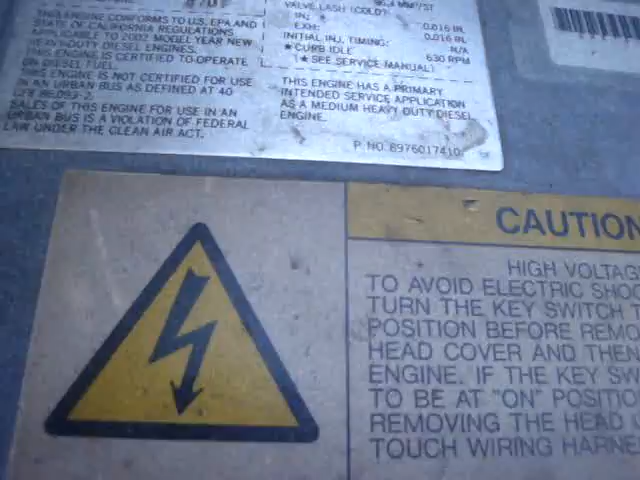 THIS ENGINE CONFORMS TO U.S. EPA AND
STATE OF CALIFORNIA REGULATIONS
APPLICABLE TO 2002 MODEL YEAR NEW
HEAVY-DUTY DIESEL ENGINES.
THIS ENGINE IS CERTIFIED TO OPERATE
ON DIESEL FUEL.
THIS ENGINE IS NOT CERTIFIED FOR USE
IN AN URBAN BUS AS DEFINED AT 40
CFR 86.093-2.
SALES OF THIS ENGINE FOR USE IN AN
URBAN BUS IS A VIOLATION OF FEDERAL
LAW UNDER THE CLEAN AIR ACT.
MM³/ST
VALVE LASH (COLD)
IN: 0.016 IN.
EXH: 0.016 IN.
INITIAL INJ. TIMING: N/A
★CURB IDLE 630 RPM
(★SEE SERVICE MANUAL)
THIS ENGINE HAS A PRIMARY
INTENDED SERVICE APPLICATION
AS A MEDIUM HEAVY DUTY DIESEL
ENGINE.
P. NO. 8976017410
CAUTION
HIGH VOLTAGE
TO AVOID ELECTRIC SHO
TURN THE KEY SWITCH T
POSITION BEFORE REMO
HEAD COVER AND THEN
ENGINE. IF THE KEY SW
TO BE AT "ON" POSITIO
REMOVING THE HEAD
TOUCH WIRING HARNE